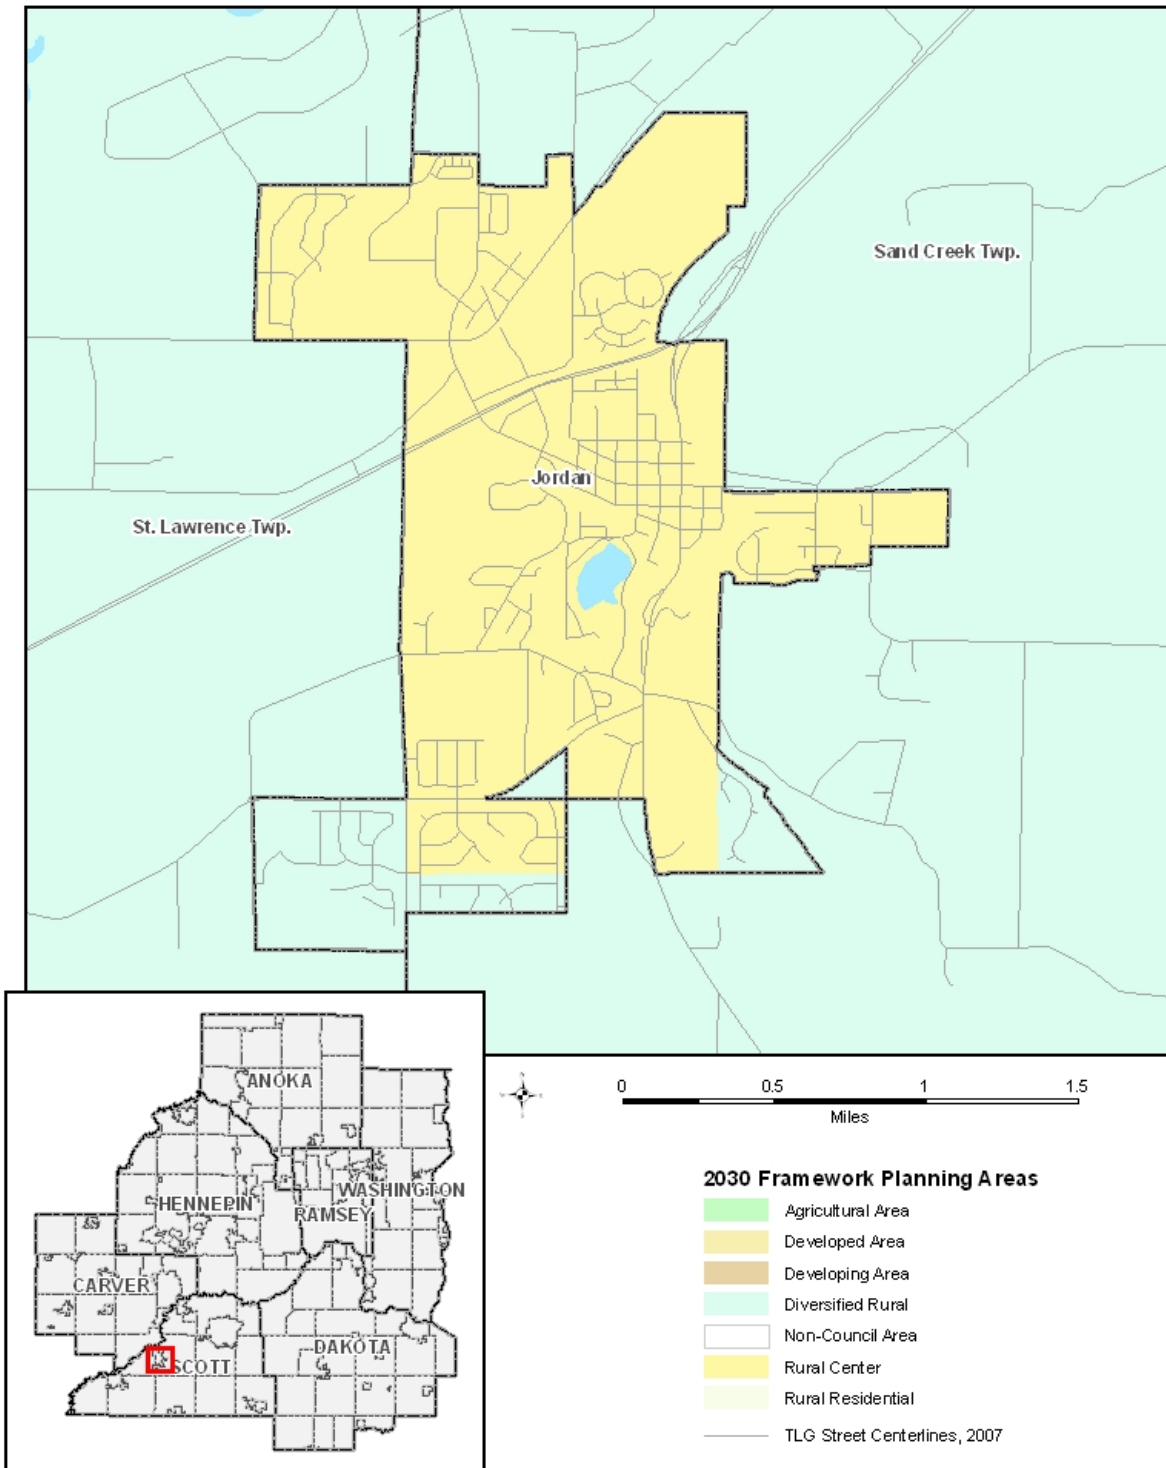 Sand Creek Twp.
Jordan
St. Lawrence Twp.
ANOKA
HENNEPIN
WASHINGTON
RAMSEY
CARVER
DAKOTA
SCOTT
0 0.5 1 1.5
Miles
2030 Framework Planning Areas
Agricultural Area
Developed Area
Developing Area
Diversified Rural
Non-Council Area
Rural Center
Rural Residential
TLG Street Centerlines, 2007